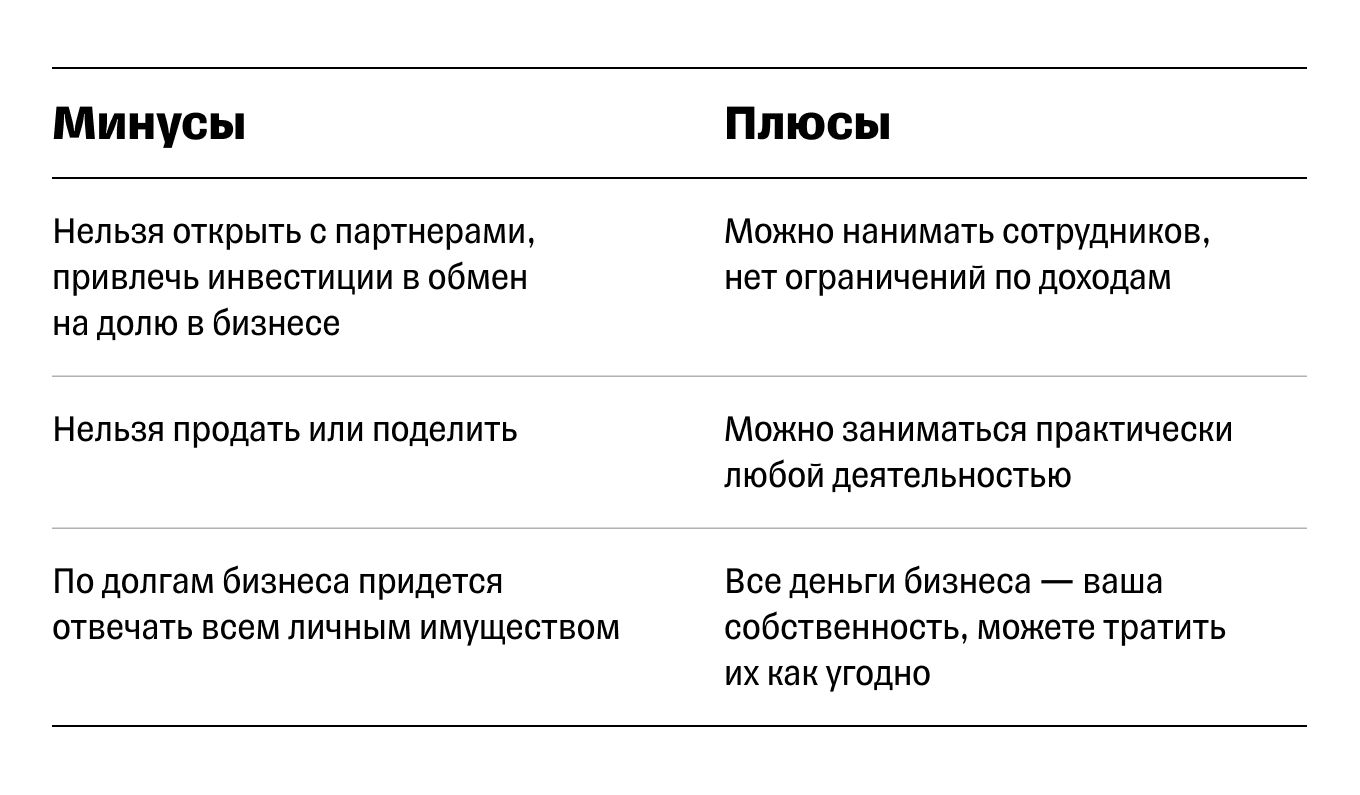 Минусы
Плюсы
Нельзя открыть с партнерами,
привлечь инвестиции в обмен
на долю в бизнесе
Можно нанимать сотрудников,
нет ограничений по доходам
Нельзя продать или поделить
Можно заниматься практически
любой деятельностью
По долгам бизнеса придется
отвечать всем личным имуществом
Все деньги бизнеса — ваша
собственность, можете тратить
их как угодно